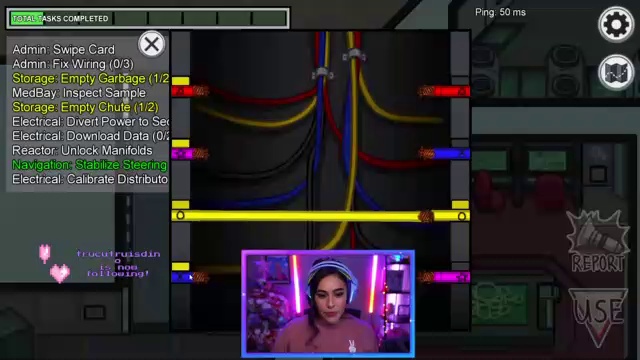 TOTAL TASKS COMPLETED
Ping: 50 ms
Admin: Swipe Card
Admin: Fix Wiring (0/3)
Storage: Empty Garbage (1/2
MedBay: Inspect Sample
Storage: Empty Chute (1/2)
Electrical: Divert Power to Sec
Electrical: Download Data (0/2
Reactor: Unlock Manifolds
Navigation: Stabilize Steering
Electrical: Calibrate Distributo
is now
following!
REPORT
USE